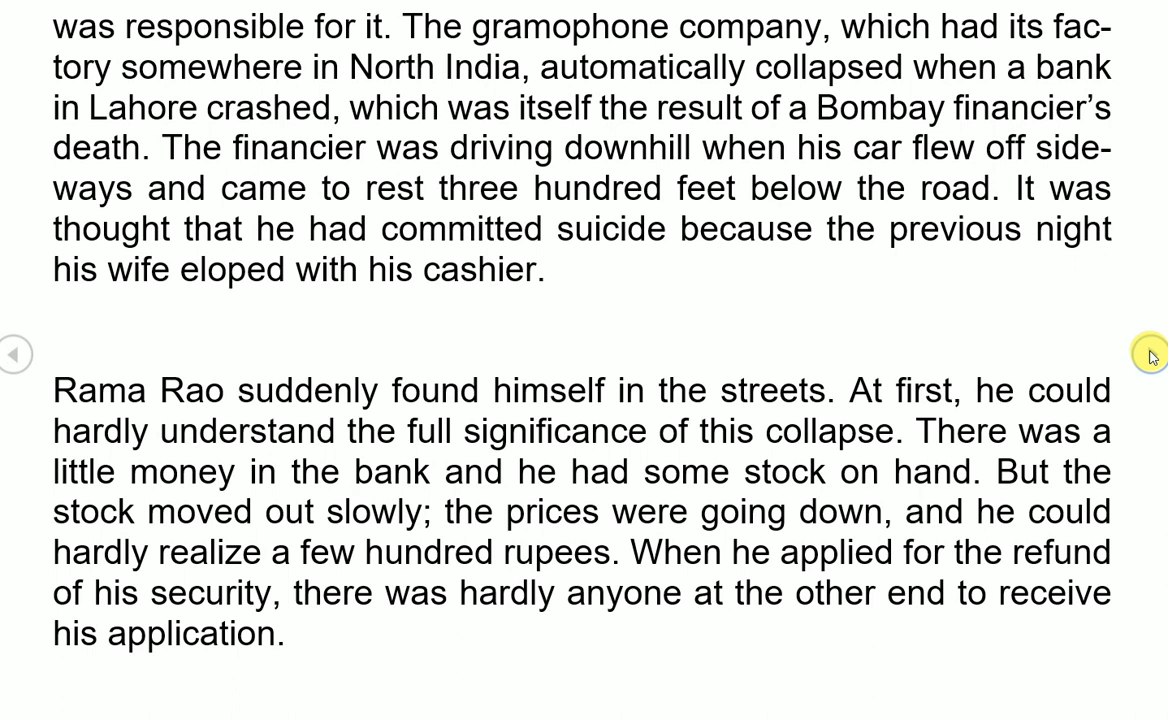 was responsible for it. The gramophone company, which had its fac-
tory somewhere in North India, automatically collapsed when a bank
in Lahore crashed, which was itself the result of a Bombay financier’s
death. The financier was driving downhill when his car flew off side-
ways and came to rest three hundred feet below the road. It was
thought that he had committed suicide because the previous night
his wife eloped with his cashier.
Rama Rao suddenly found himself in the streets. At first, he could
hardly understand the full significance of this collapse. There was a
little money in the bank and he had some stock on hand. But the
stock moved out slowly; the prices were going down, and he could
hardly realize a few hundred rupees. When he applied for the refund
of his security, there was hardly anyone at the other end to receive
his application.